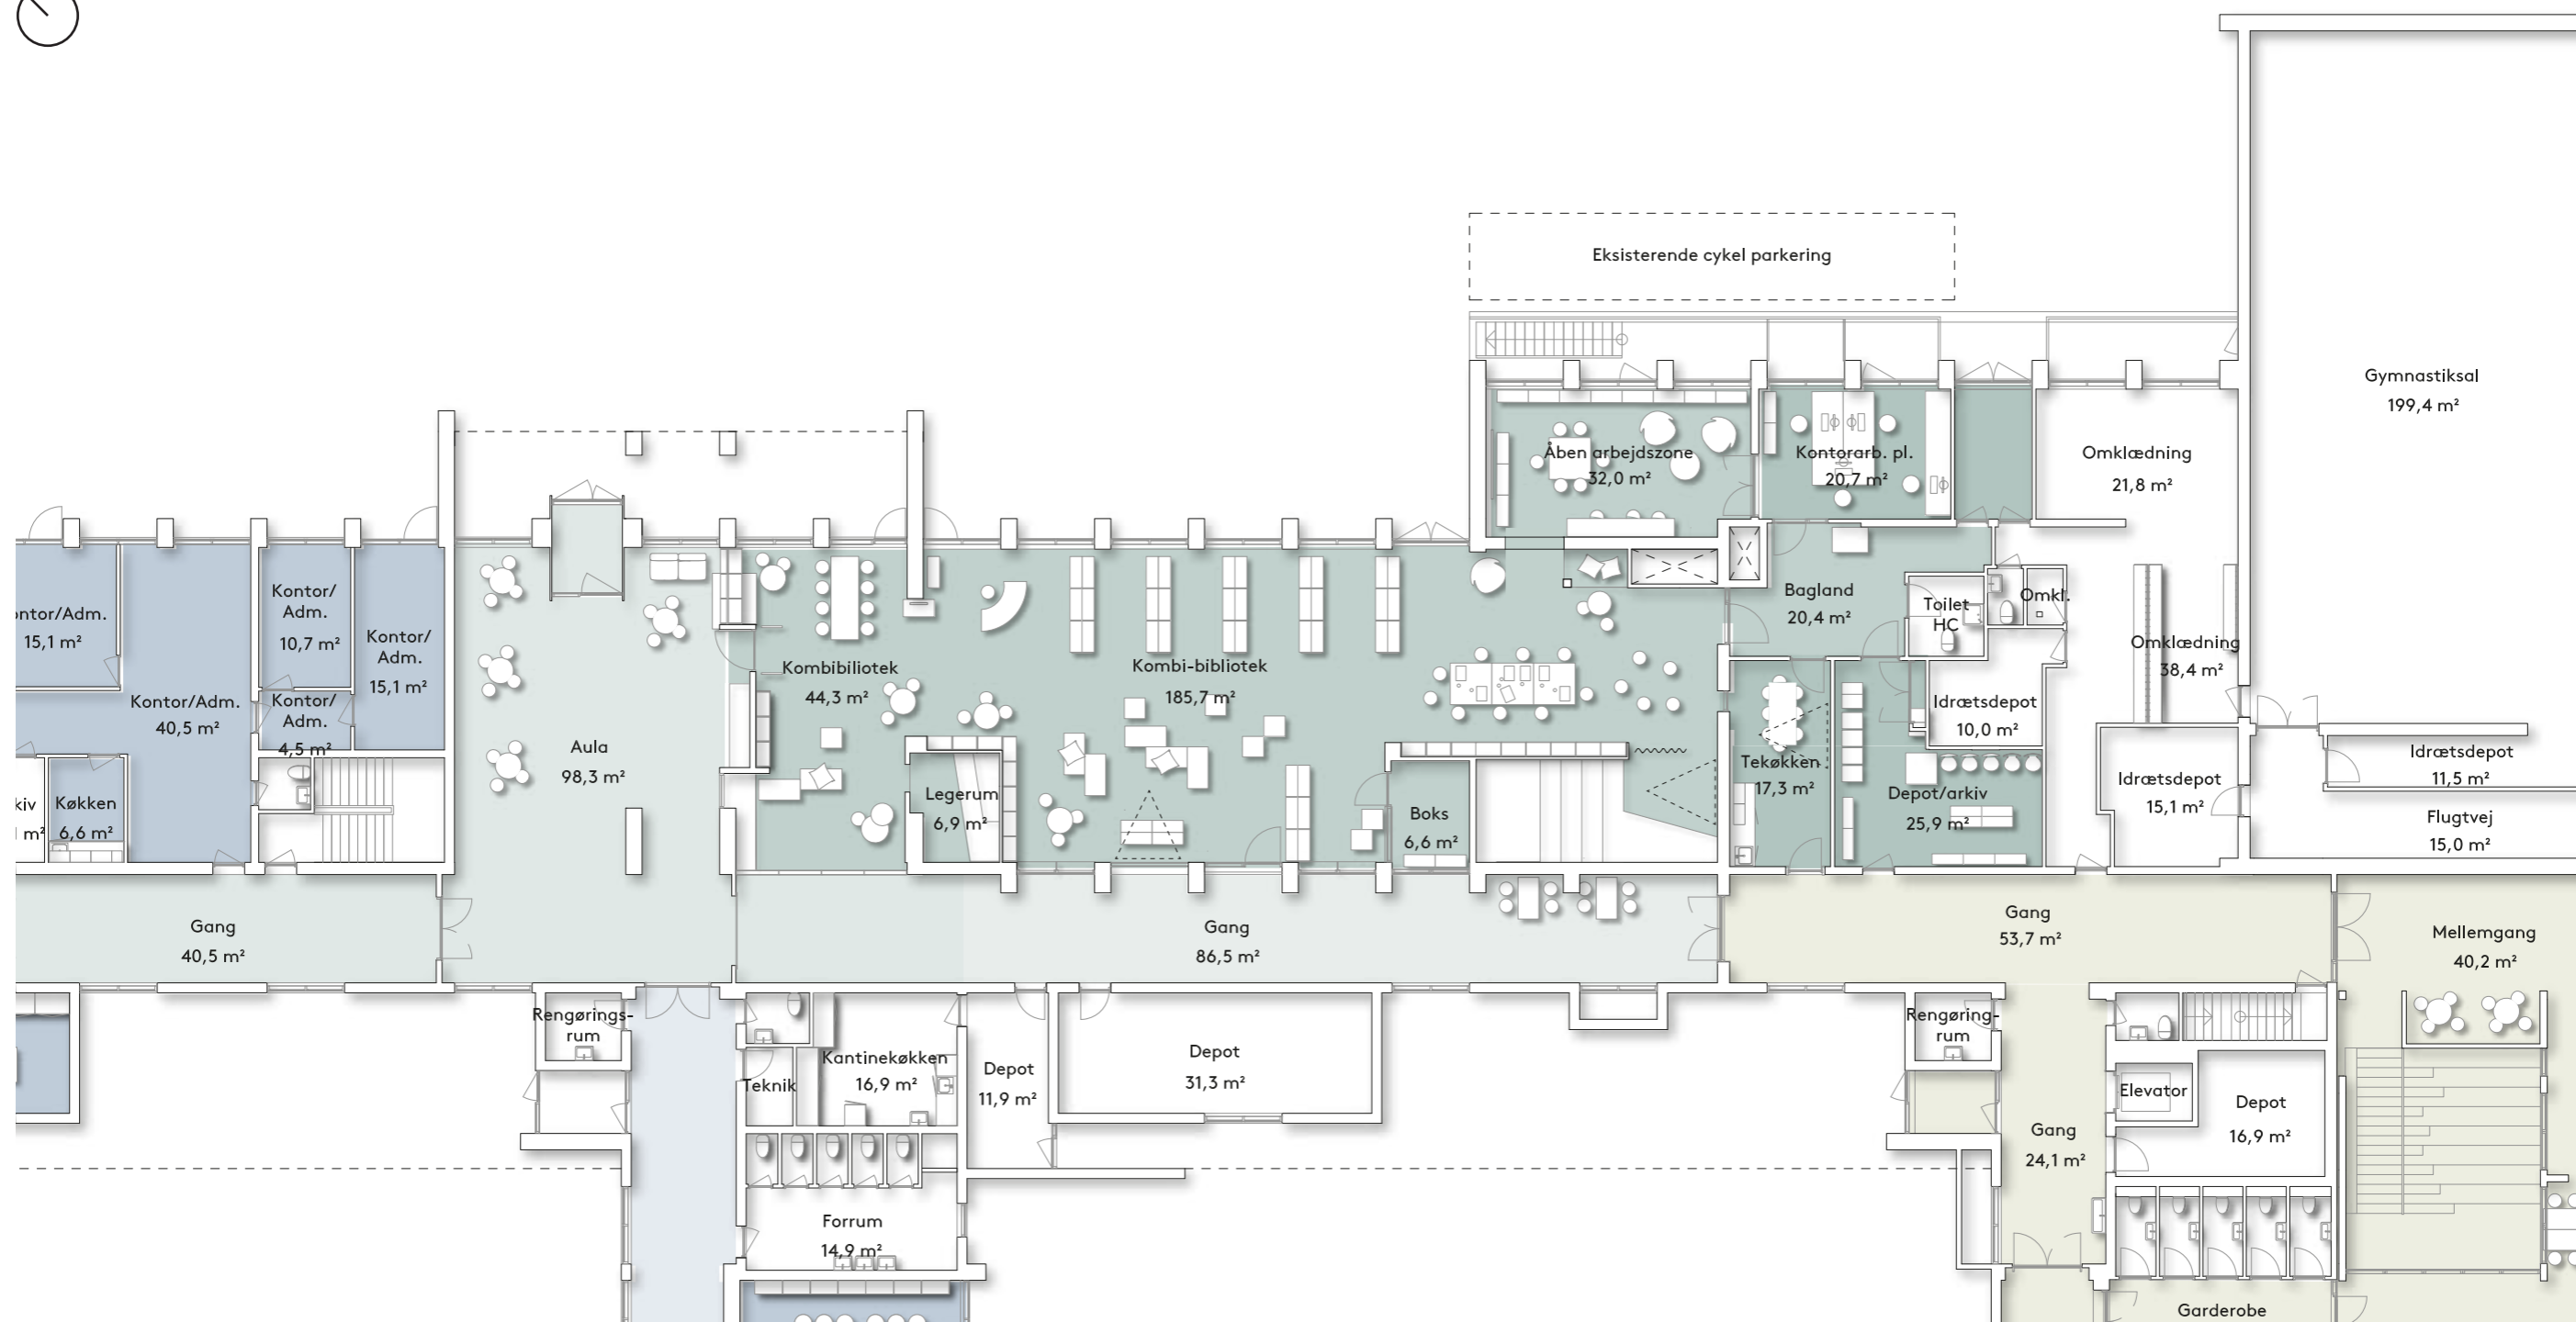 Eksisterende cykel parkering
Gymnastiksal
199,4 m²
Åben arbejdszone
32,0 m²
Kontorarb. pl.
20,7 m²
Omklædning
21,8 m²
ontor/Adm.
15,1 m²
Kontor/Adm.
40,5 m²
Kontor/
Adm.
10,7 m²
Kontor/
Adm.
4,5 m²
Kontor/
Adm.
15,1 m²
kiv
1 m²
Køkken
6,6 m²
Aula
98,3 m²
Kombibiliotek
44,3 m²
Legerum
6,9 m²
Kombi-bibliotek
185,7 m²
Boks
6,6 m²
Bagland
20,4 m²
Toilet
HC
Omkl.
Omklædning
38,4 m²
Idrætsdepot
10,0 m²
Tekøkken
17,3 m²
Depot/arkiv
25,9 m²
Idrætsdepot
15,1 m²
Idrætsdepot
11,5 m²
Flugtvej
15,0 m²
Gang
40,5 m²
Gang
86,5 m²
Gang
53,7 m²
Mellemgang
40,2 m²
Rengørings-
rum
Teknik
Kantinekøkken
16,9 m²
Depot
11,9 m²
Depot
31,3 m²
Rengøring-
rum
Gang
24,1 m²
Elevator
Depot
16,9 m²
Forrum
14,9 m²
Garderobe